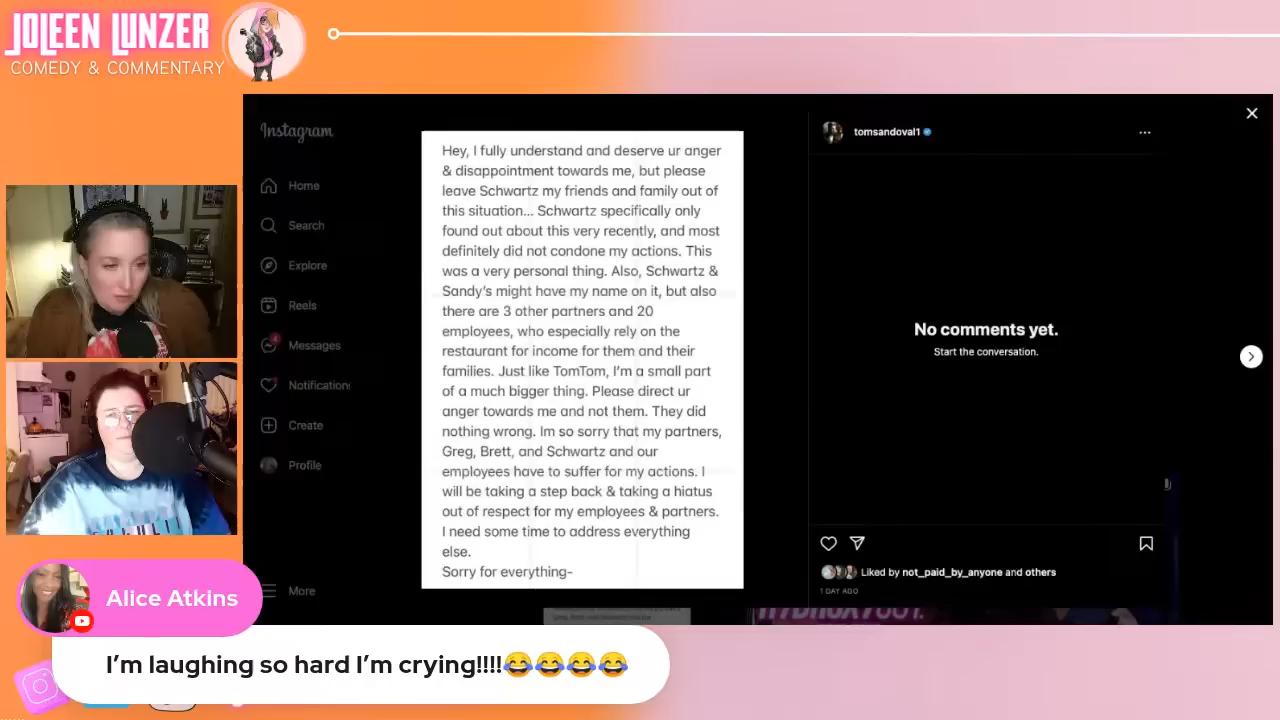 JOLEEN LUNZER
COMEDY & COMMENTARY
Instagram
Home
Search
Explore
Reels
Messages
Notifications
Create
Profile
More
Hey, I fully understand and deserve ur anger
& disappointment towards me, but please
leave Schwartz my friends and family out of
this situation... Schwartz specifically only
found out about this very recently, and most
definitely did not condone my actions. This
was a very personal thing. Also, Schwartz &
Sandy's might have my name on it, but also
there are 3 other partners and 20
employees, who especially rely on the
restaurant for income for them and their
families. Just like TomTom, I'm a small part
of a much bigger thing. Please direct ur
anger towards me and not them. They did
nothing wrong. Im so sorry that my partners,
Greg, Brett, and Schwartz and our
employees have to suffer for my actions. I
will be taking a step back & taking a hiatus
out of respect for my employees & partners.
I need some time to address everything
else.
Sorry for everything-
tomsandoval1
No comments yet.
Start the conversation.
Liked by not_paid_by_anyone and others
1 DAY AGO
Alice Atkins
I'm laughing so hard I'm crying!!!!😂😂😂😂